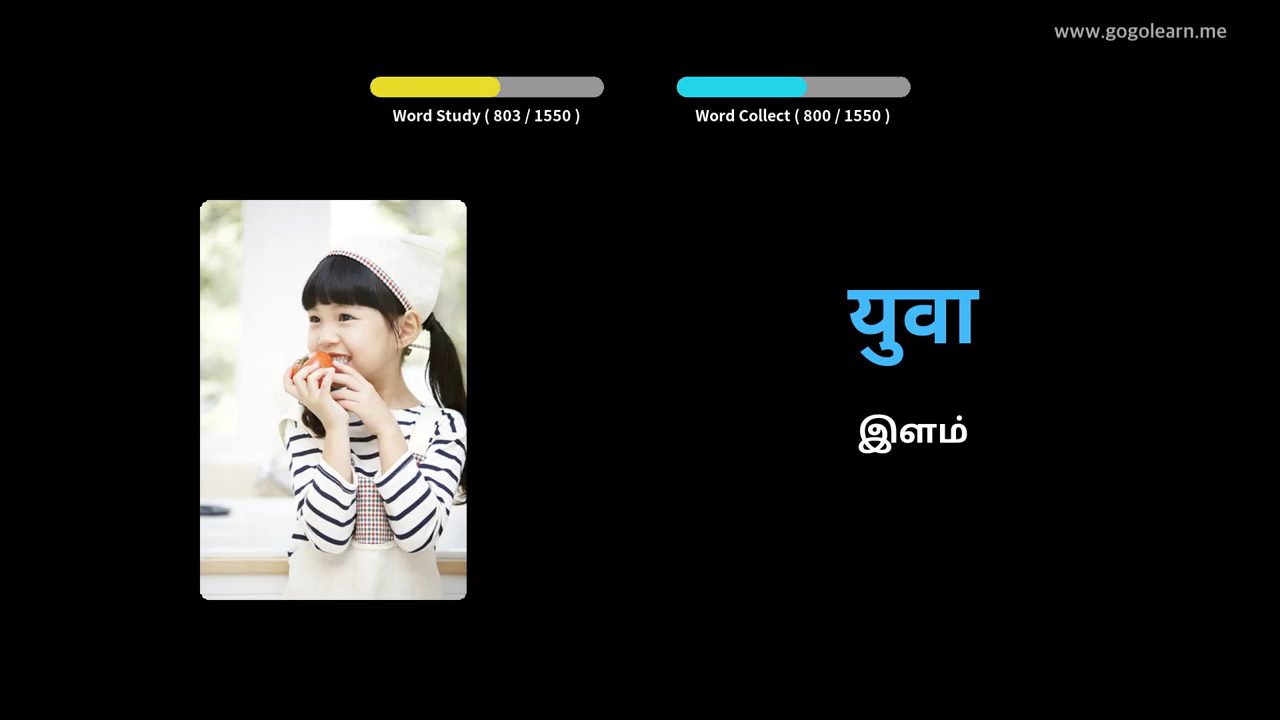 www.gogolearn.me
Word Study ( 803 / 1550 )
Word Collect ( 800 / 1550 )
युवा
இளம்